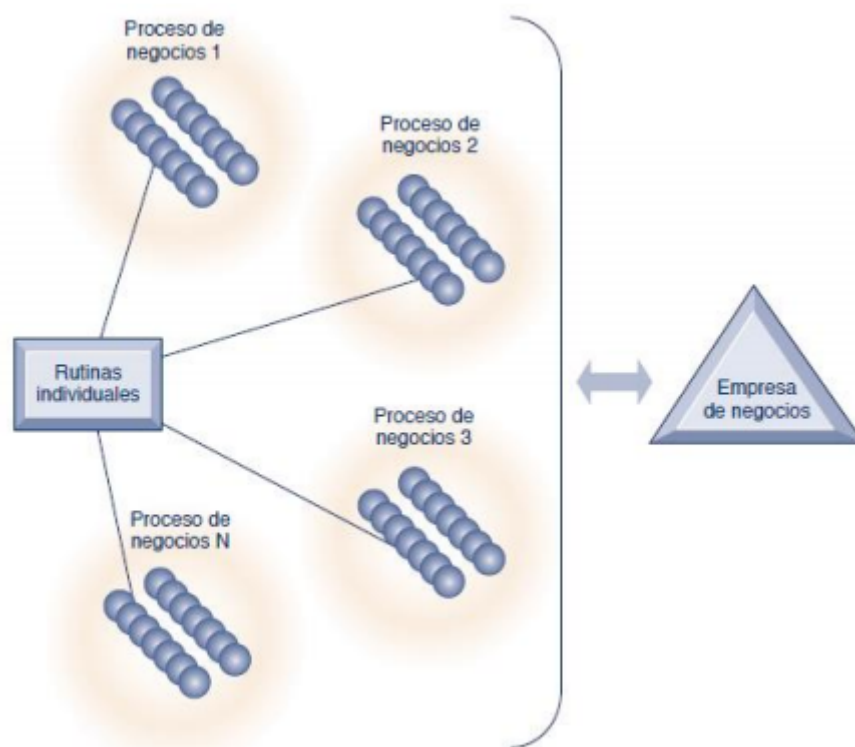 Proceso de
negocios 1
Proceso de
negocios 2
Rutinas
individuales
Proceso de
negocios 3
Proceso de
negocios N
Empresa
de negocios